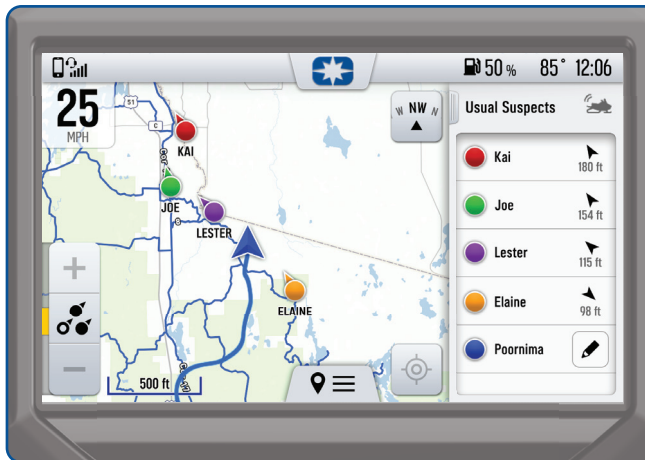 50 %
85° 12:06
25
MPH
W NW N
51
C
KAI
JOE
LESTER
ELAINE
500 ft
Usual Suspects
Kai
180 ft
Joe
154 ft
Lester
115 ft
Elaine
98 ft
Poornima